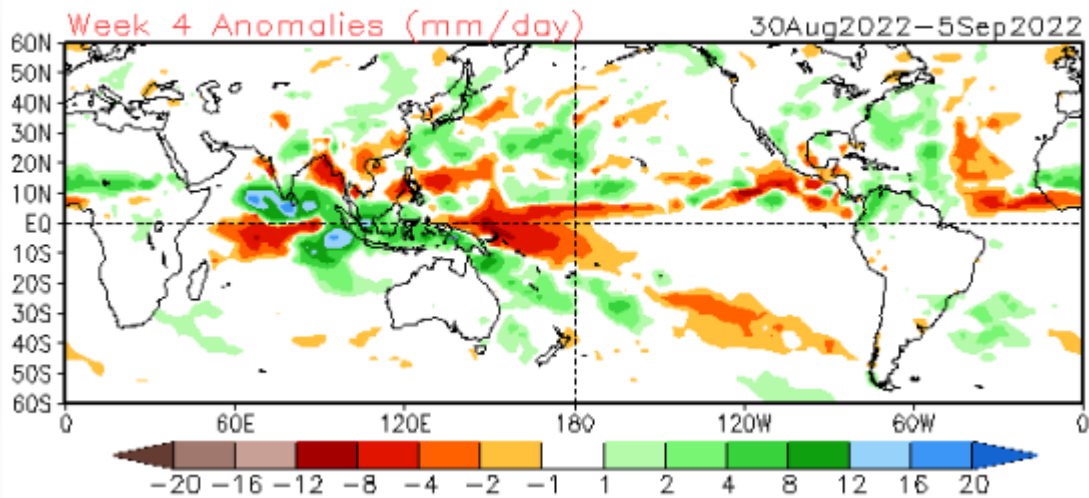 Week 4 Anomalies (mm/day) 30Aug2022-5Sep2022
60N
50N
40N
30N
20N
10N
EQ
10S
20S
30S
40S
50S
60S
0 60E 120E 180 120W 60W 0
-20 -16 -12 -8 -4 -2 -1 1 2 4 8 12 16 20